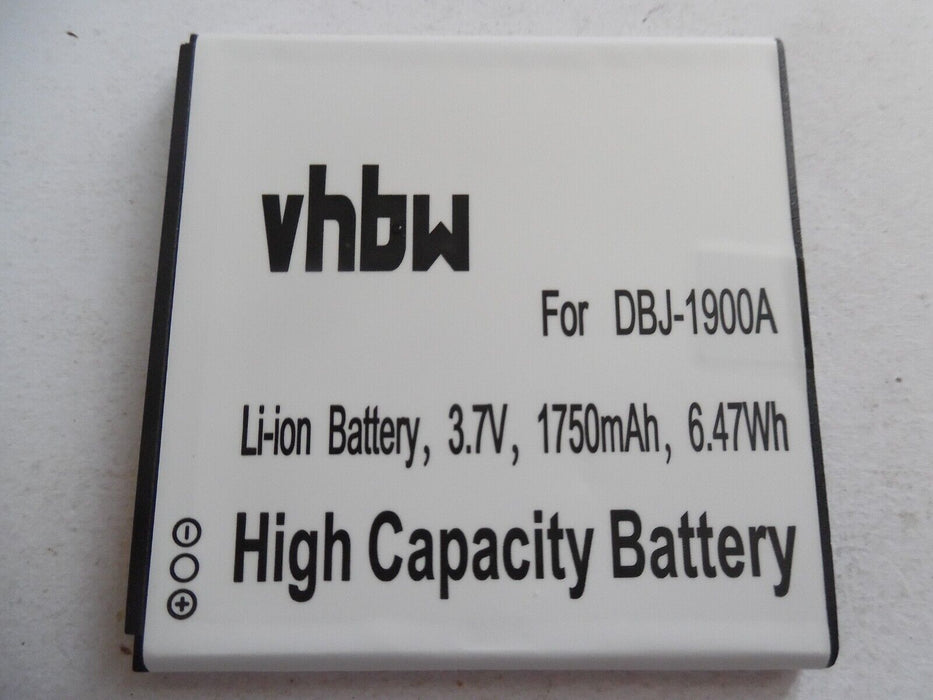 vhbw
For DBJ-1900A
Li-ion Battery, 3.7V, 1750mAh, 6.47Wh
High Capacity Battery